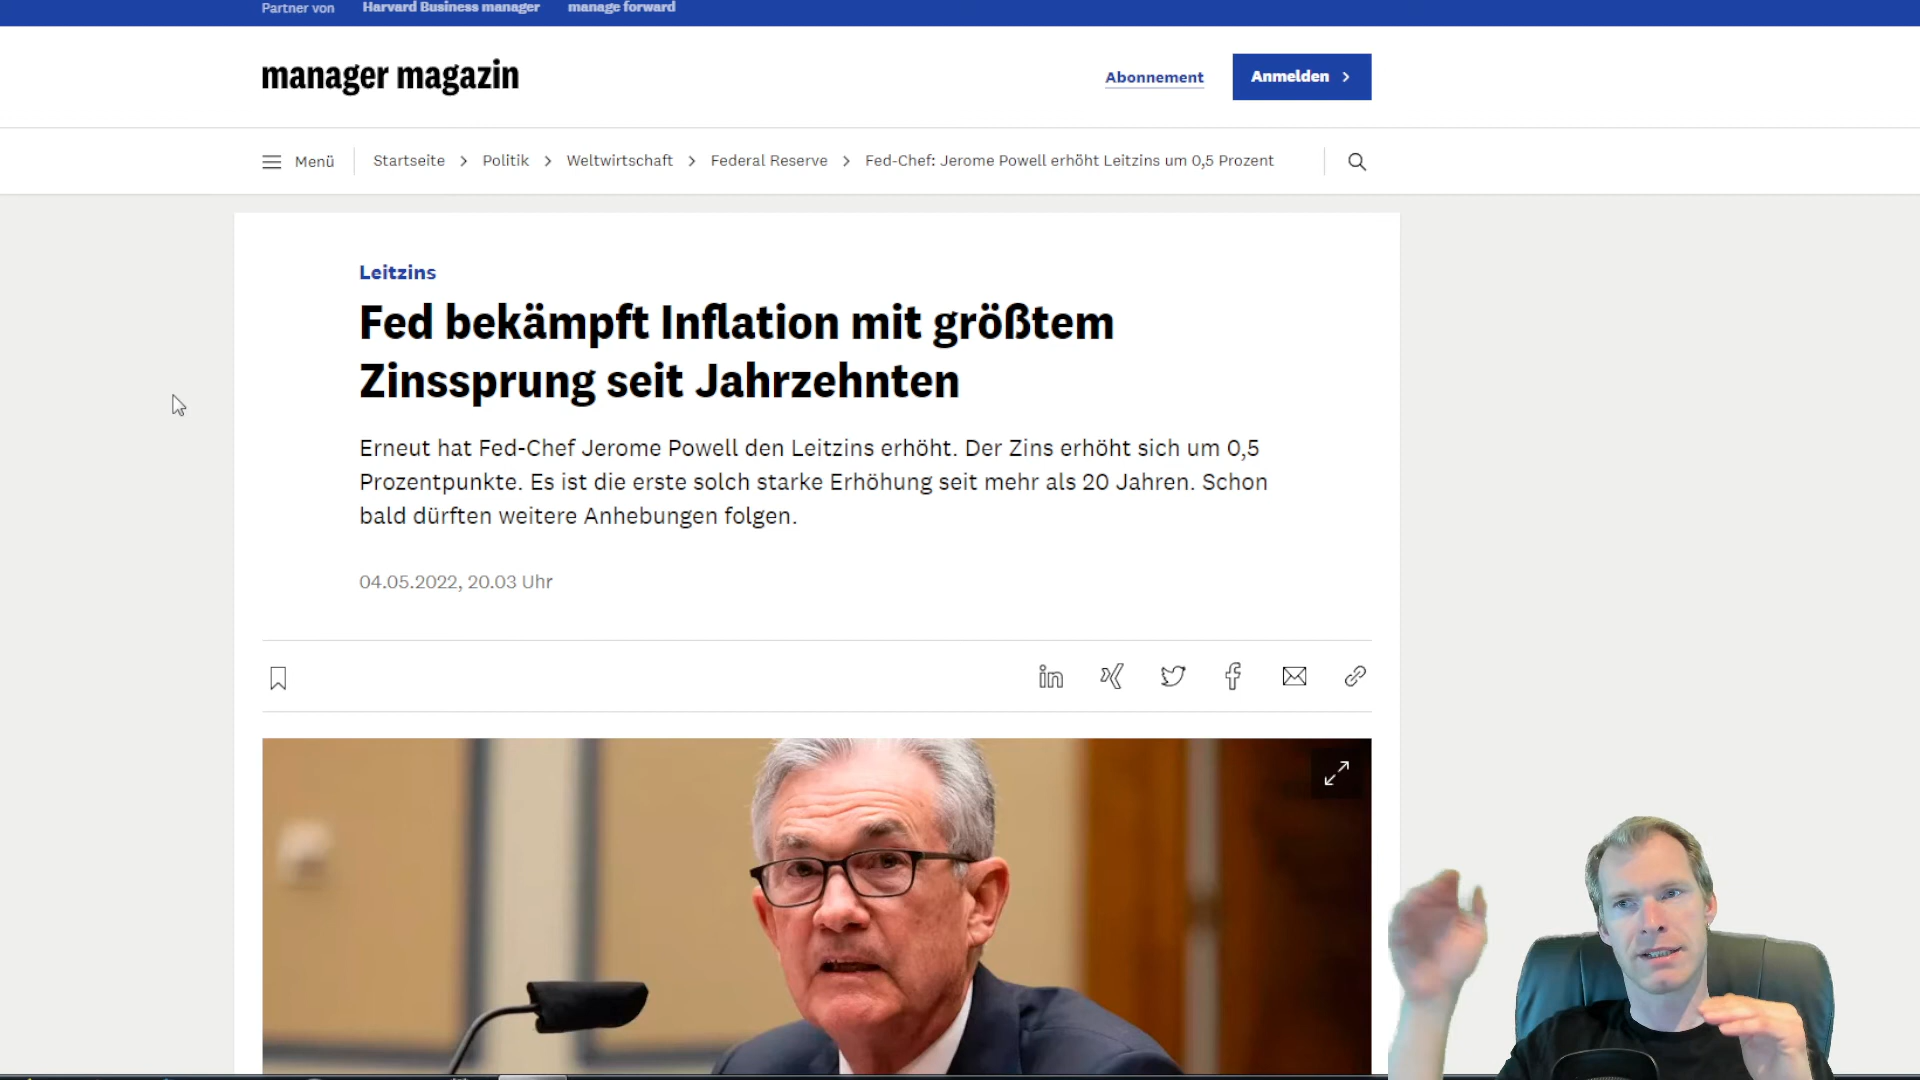 Partner von Harvard Business manager manage forward
manager magazin
Abonnement
Anmelden
Menü
Startseite
Politik
Weltwirtschaft
Federal Reserve
Fed-Chef: Jerome Powell erhöht Leitzins um 0,5 Prozent
Leitzins
Fed bekämpft Inflation mit größtem
Zinssprung seit Jahrzehnten
Erneut hat Fed-Chef Jerome Powell den Leitzins erhöht. Der Zins erhöht sich um 0,5
Prozentpunkte. Es ist die erste solch starke Erhöhung seit mehr als 20 Jahren. Schon
bald dürften weitere Anhebungen folgen.
04.05.2022, 20.03 Uhr